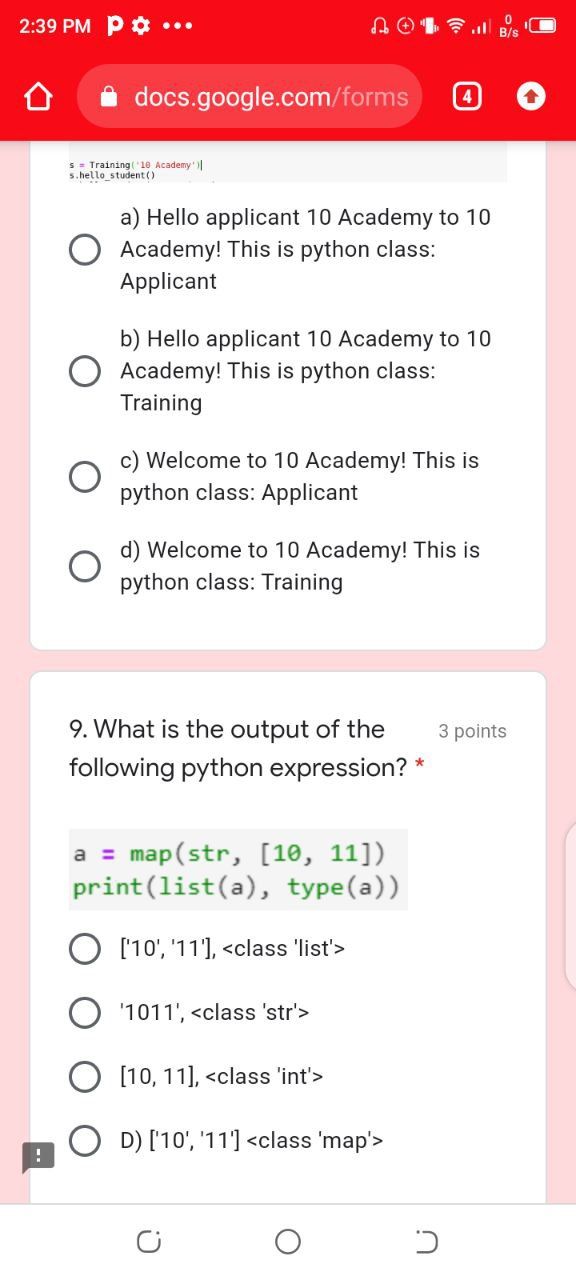 2:39 PM
0
B/s
docs.google.com/forms
4
s = Training('10 Academy')
s.hello_student()
a) Hello applicant 10 Academy to 10
Academy! This is python class:
Applicant
b) Hello applicant 10 Academy to 10
Academy! This is python class:
Training
c) Welcome to 10 Academy! This is
python class: Applicant
d) Welcome to 10 Academy! This is
python class: Training
9. What is the output of the
3 points
following python expression? *
a = map(str, [10, 11])
print(list(a), type(a))
['10', '11'], <class 'list'>
'1011', <class 'str'>
[10, 11], <class 'int'>
D) ['10', '11'] <class 'map'>